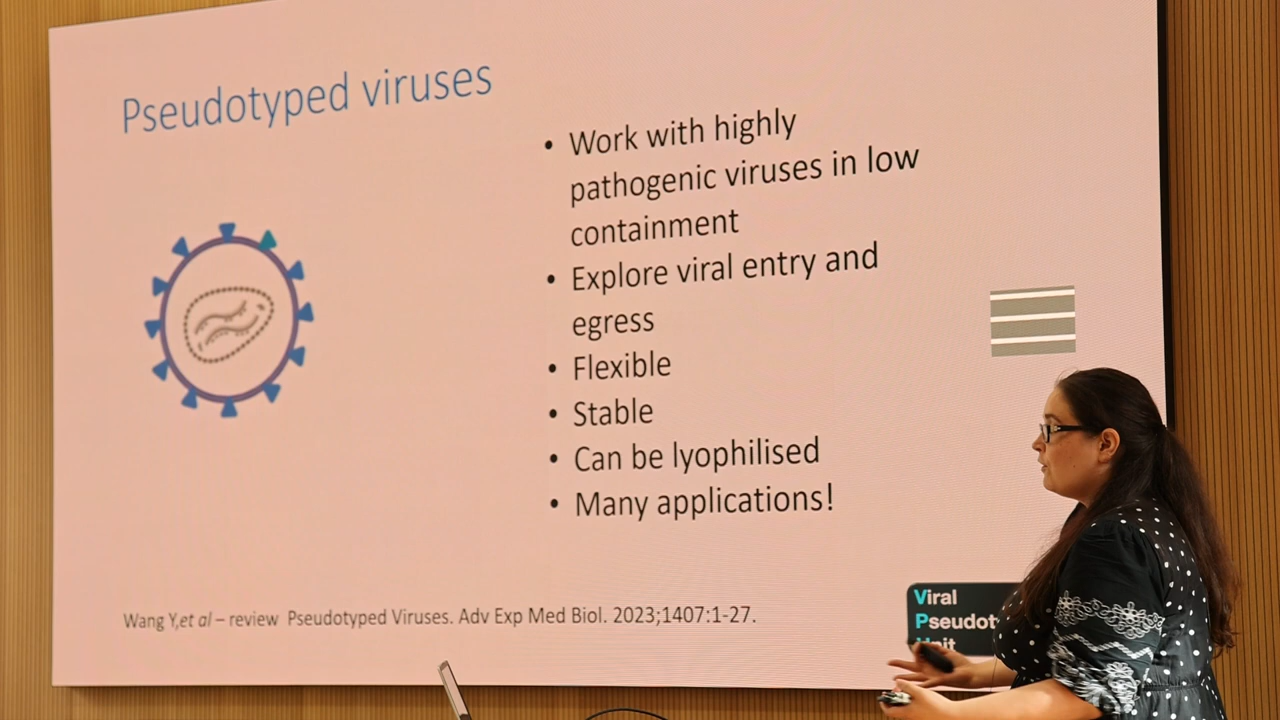 Pseudotyped viruses
• Work with highly
pathogenic viruses in low
containment
• Explore viral entry and
egress
• Flexible
• Stable
• Can be lyophilised
• Many applications!
Wang Y,et al – review Pseudotyped Viruses. Adv Exp Med Biol. 2023;1407:1-27.
Viral
Pseudot